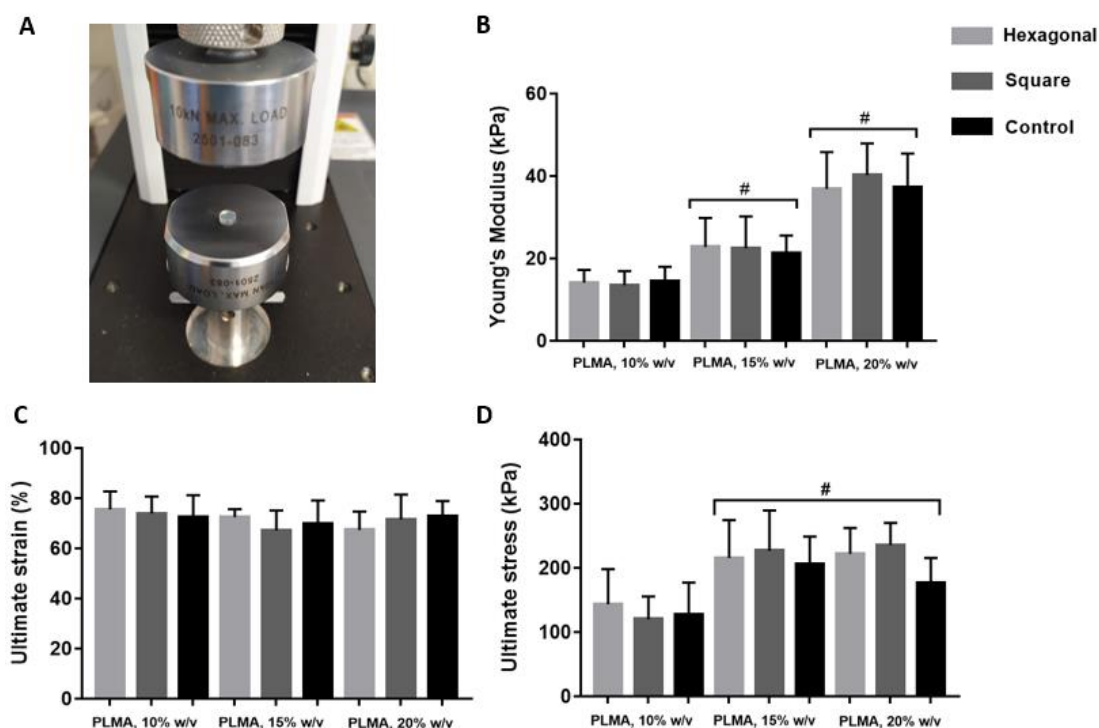 A
10kN MAX. LOAD
2501-083
MAX. LOAD
2501-083
B
Hexagonal
Square
Control
Young's Modulus (kPa)
60
40
20
0
#
#
PLMA, 10% w/v
PLMA, 15% w/v
PLMA, 20% w/v
C
Ultimate strain (%)
100
80
60
40
20
0
PLMA, 10% w/v
PLMA, 15% w/v
PLMA, 20% w/v
D
Ultimate stress (kPa)
400
300
200
100
0
#
PLMA, 10% w/v
PLMA, 15% w/v
PLMA, 20% w/v